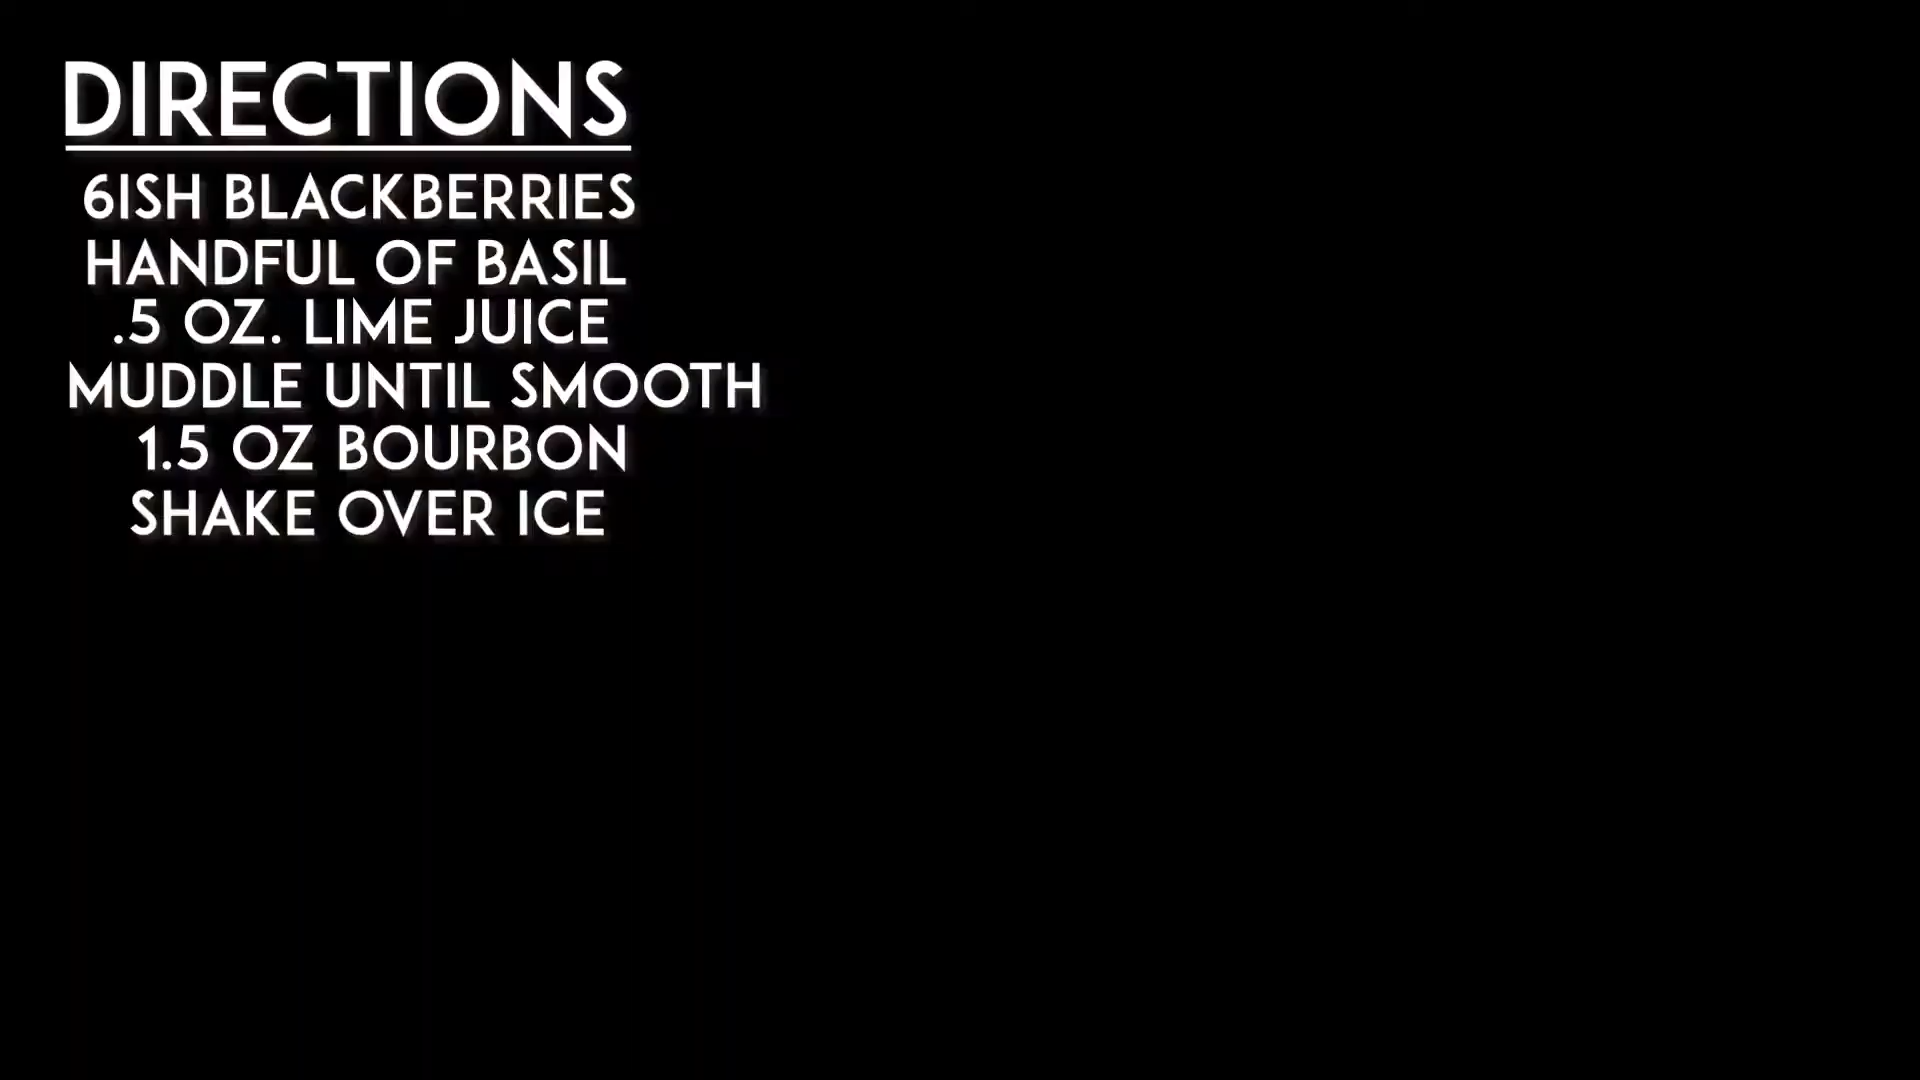 DIRECTIONS
6ISH BLACKBERRIES
HANDFUL OF BASIL
.5 OZ. LIME JUICE
MUDDLE UNTIL SMOOTH
1.5 OZ BOURBON
SHAKE OVER ICE